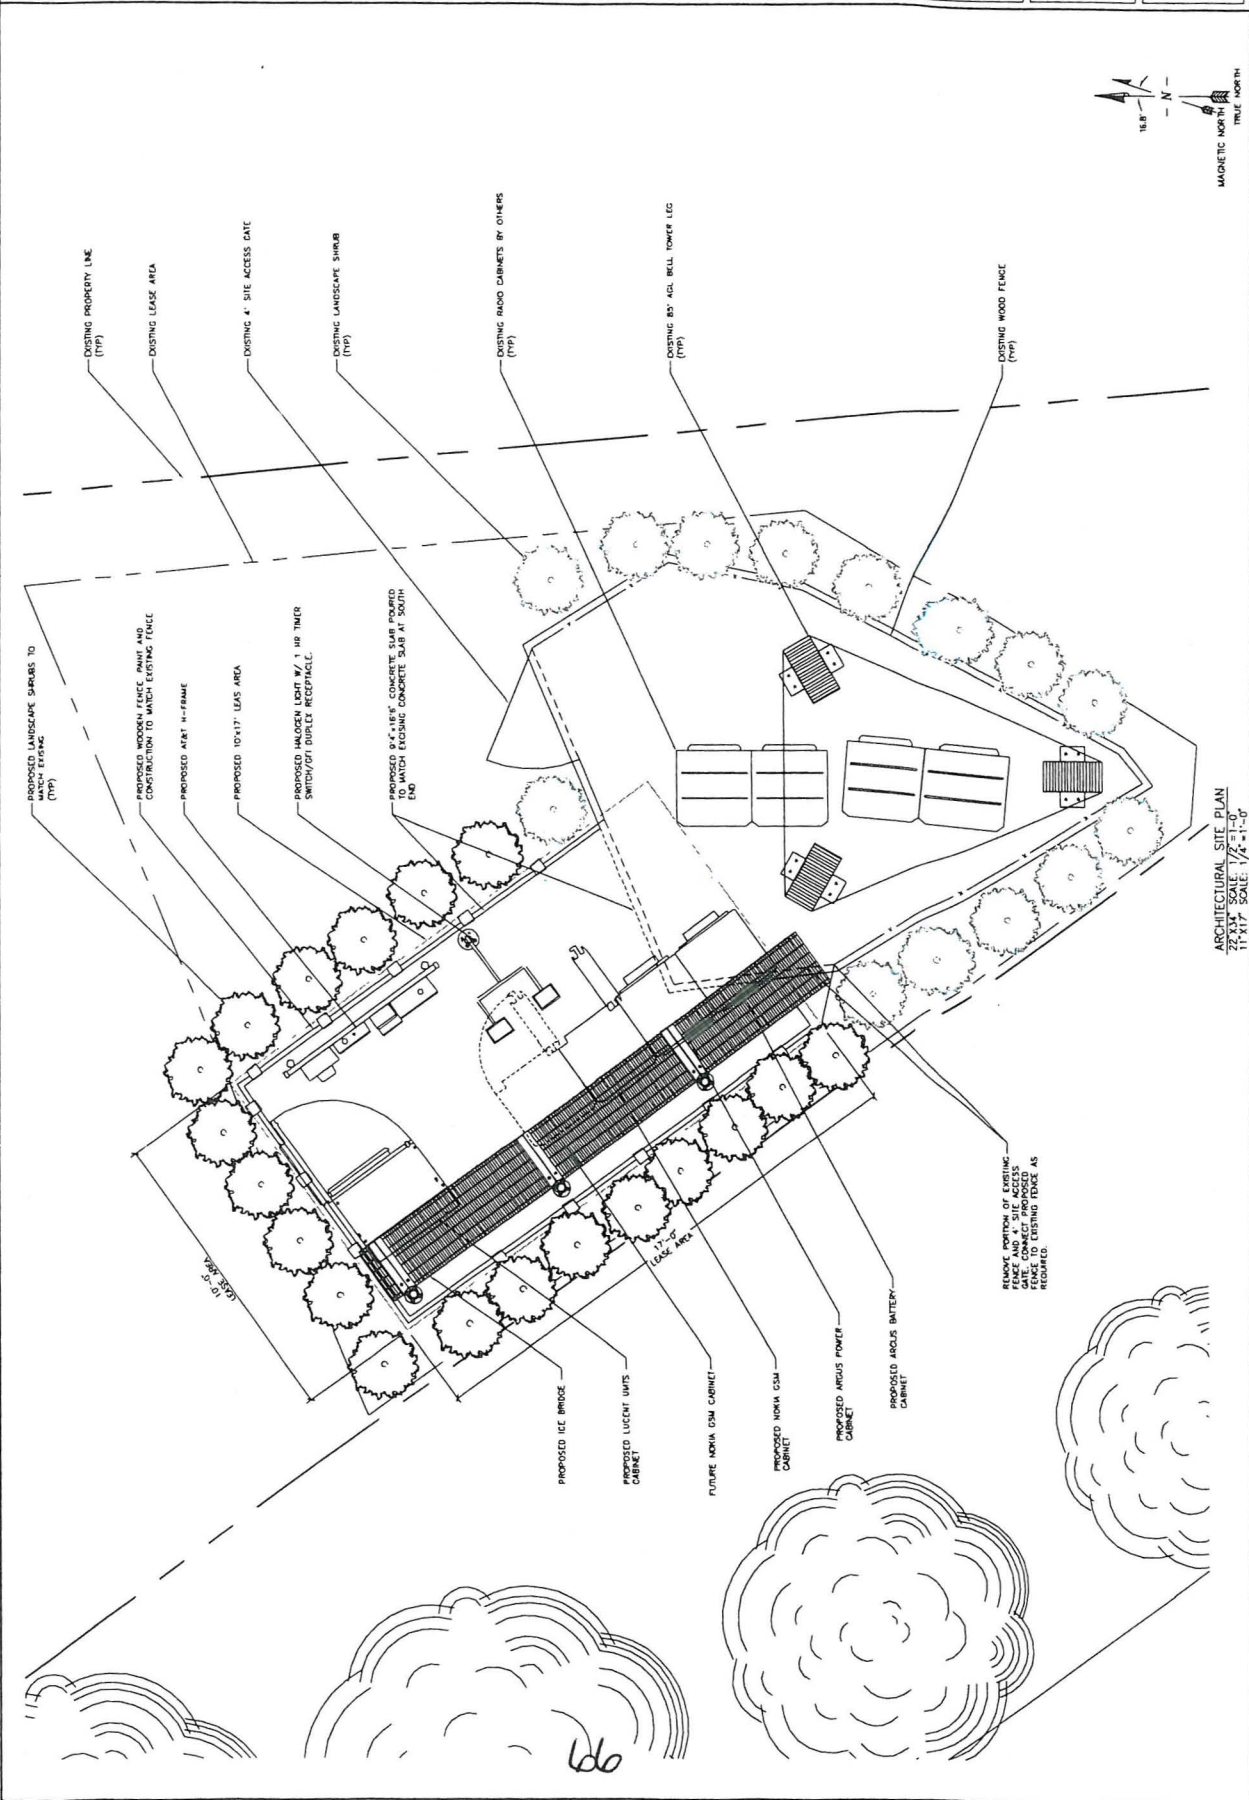 PROPOSED LANDSCAPE SHRUBS TO
MATCH EXISTING
(TYP)
PROPOSED WOODEN FENCE PAINT AND
CONSTRUCTION TO MATCH EXISTING FENCE
PROPOSED AT&T H-FRAME
PROPOSED 10'x17' LEAS AREA
PROPOSED HALOGEN LIGHT W/ 1 HR TIMER
SWITCH/GFI DUPLEX RECEPTACLE.
PROPOSED 9'4"x16'6" CONCRETE SLAB POURED
TO MATCH EXCISING CONCRETE SLAB AT SOUTH
END
EXISTING PROPERTY LINE
(TYP)
EXISTING LEASE AREA
EXISTING 4' SITE ACCESS GATE
EXISTING LANDSCAPE SHRUB
(TYP)
EXISTING RADIO CABINETS BY OTHERS
(TYP)
EXISTING 85' AGL BELL TOWER LEG
(TYP)
EXISTING WOOD FENCE
(TYP)
16.8°
- N -
MAGNETIC NORTH
TRUE NORTH
10'-0"
LEASE AREA
17'-0"
LEASE AREA
PROPOSED ICE BRIDGE
PROPOSED LUCENT UMTS
CABINET
FUTURE NOKIA GSM CABINET
PROPOSED NOKIA GSM
CABINET
PROPOSED ARGUS POWER
CABINET
PROPOSED ARGUS BATTERY
CABINET
REMOVE PORTION OF EXISTING
FENCE AND 4' SITE ACCESS
GATE. CONNECT PROPOSED
FENCE TO EXISTING FENCE AS
REQUIRED.
ARCHITECTURAL SITE PLAN
22"X34" SCALE: 1/2"=1'-0"
11"X17" SCALE: 1/4"=1'-0"
66